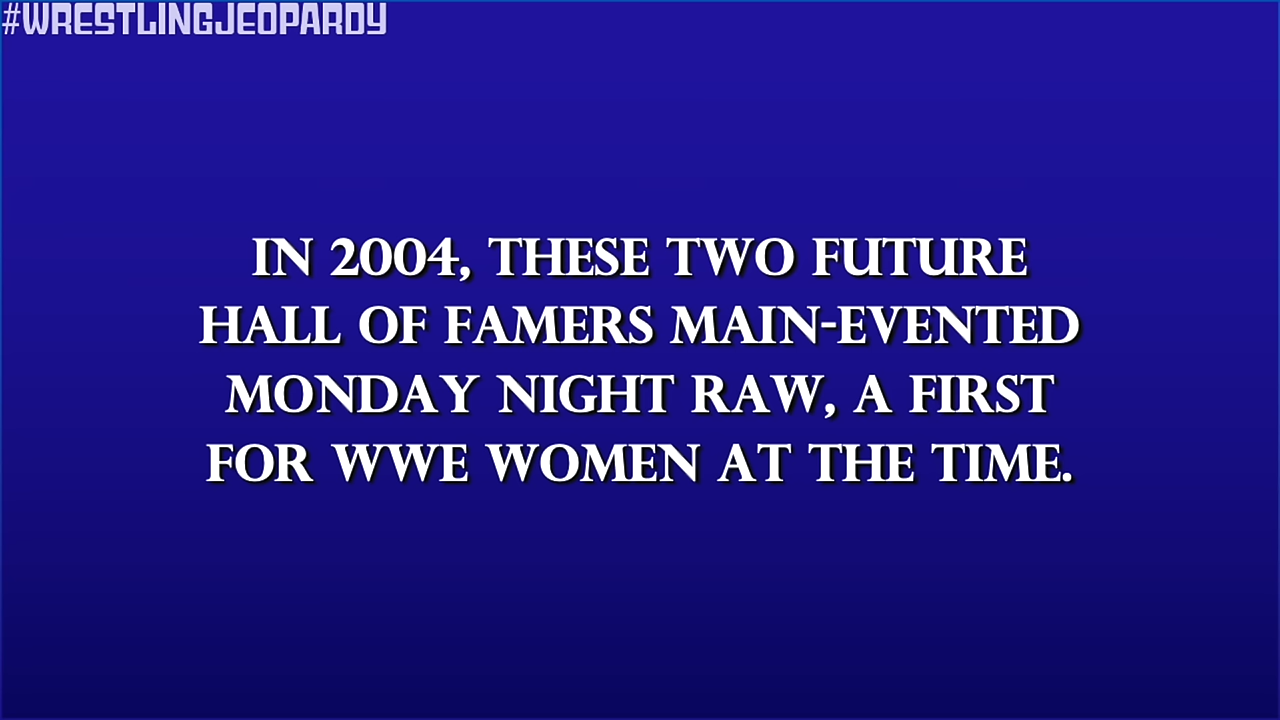 #WRESTLINGJEOPARDY
IN 2004, THESE TWO FUTURE
HALL OF FAMERS MAIN-EVENTED
MONDAY NIGHT RAW, A FIRST
FOR WWE WOMEN AT THE TIME.